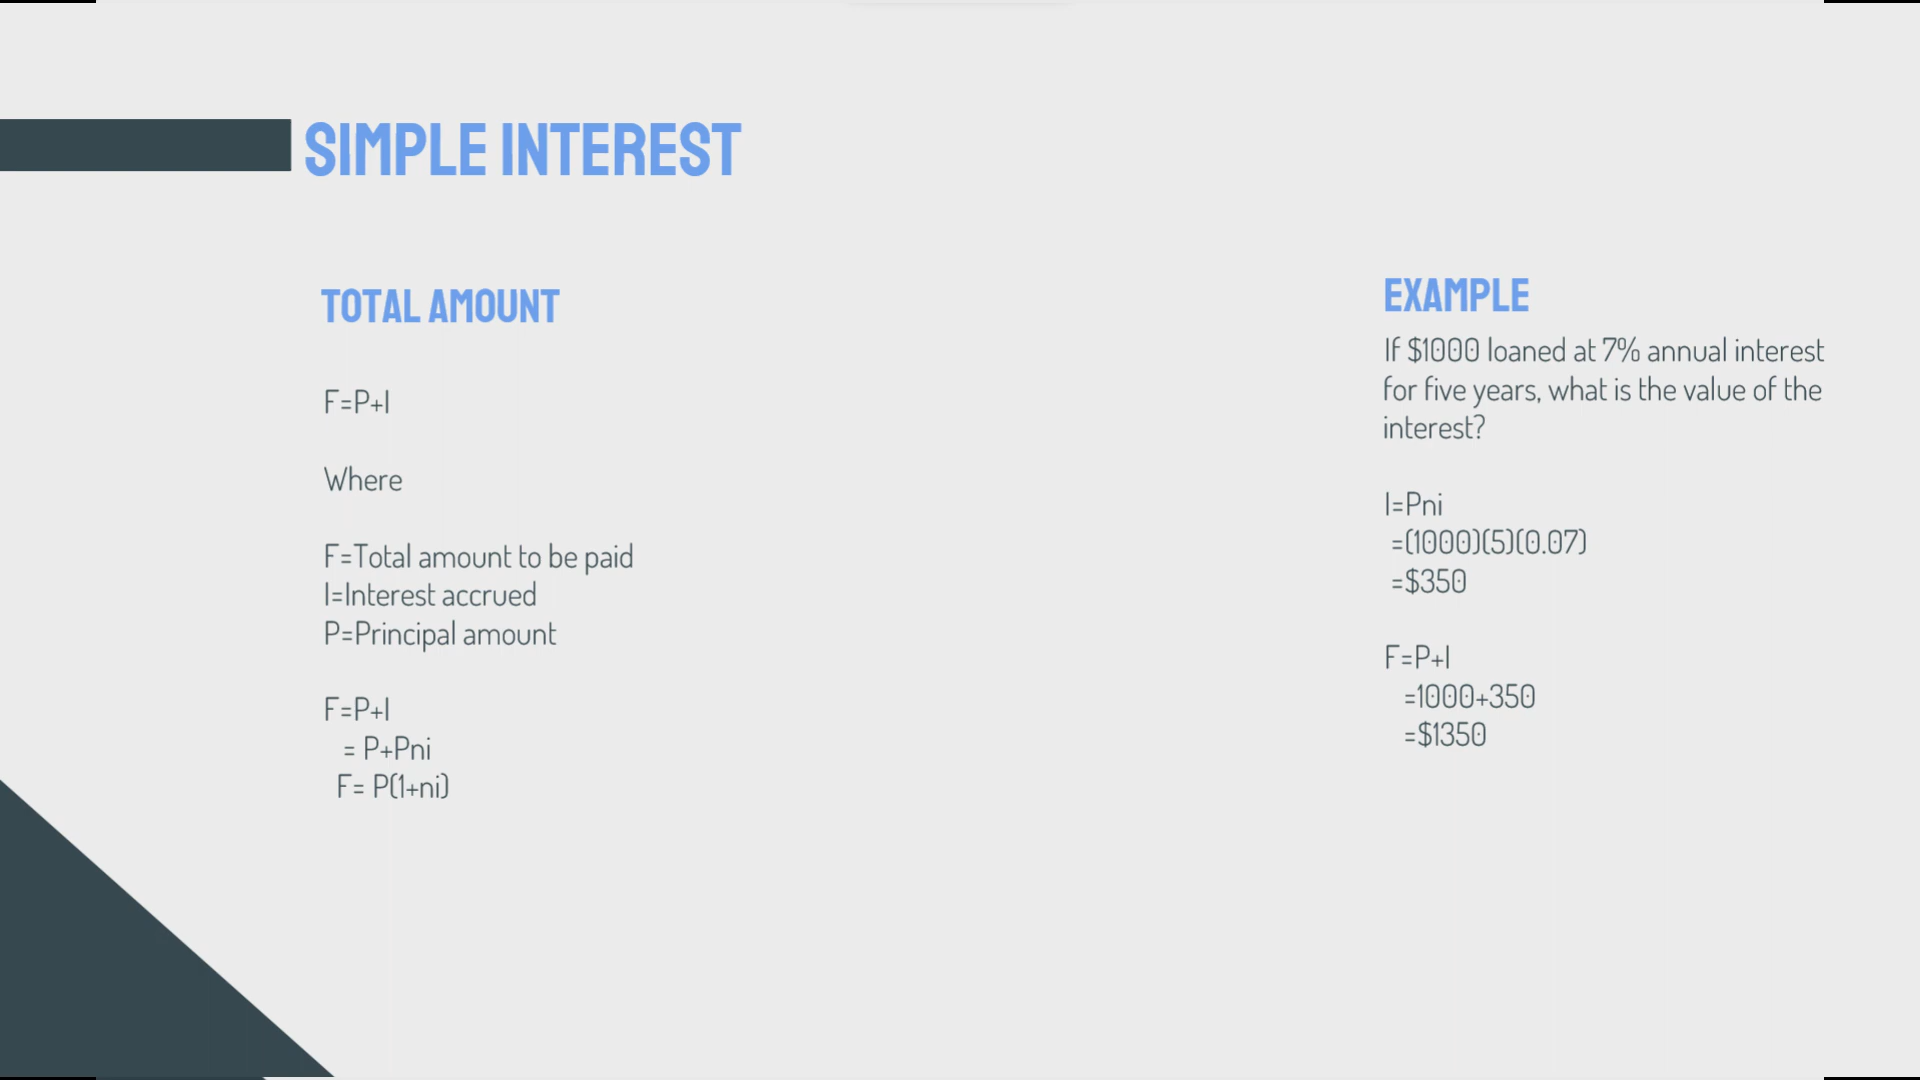 SIMPLE INTEREST
TOTAL AMOUNT
F=P+I
Where
F=Total amount to be paid
I=Interest accrued
P=Principal amount
F=P+I
= P+Pni
F= P(1+ni)
EXAMPLE
If $1000 loaned at 7% annual interest
for five years, what is the value of the
interest?
I=Pni
=(1000)(5)(0.07)
=$350
F=P+I
=1000+350
=$1350